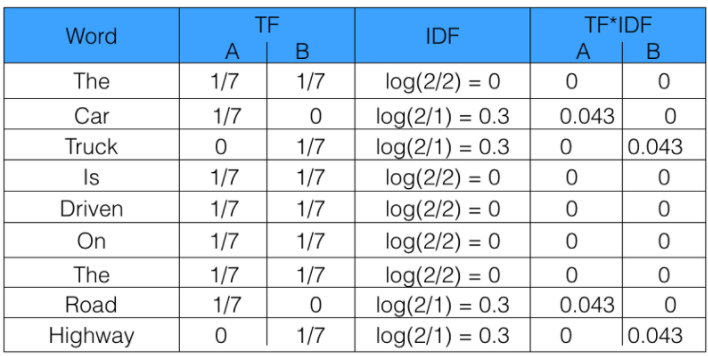 Word TF IDF TF*IDF
A B A B
The 1/7 1/7 log(2/2) = 0 0 0
Car 1/7 0 log(2/1) = 0.3 0.043 0
Truck 0 1/7 log(2/1) = 0.3 0 0.043
Is 1/7 1/7 log(2/2) = 0 0 0
Driven 1/7 1/7 log(2/2) = 0 0 0
On 1/7 1/7 log(2/2) = 0 0 0
The 1/7 1/7 log(2/2) = 0 0 0
Road 1/7 0 log(2/1) = 0.3 0.043 0
Highway 0 1/7 log(2/1) = 0.3 0 0.043